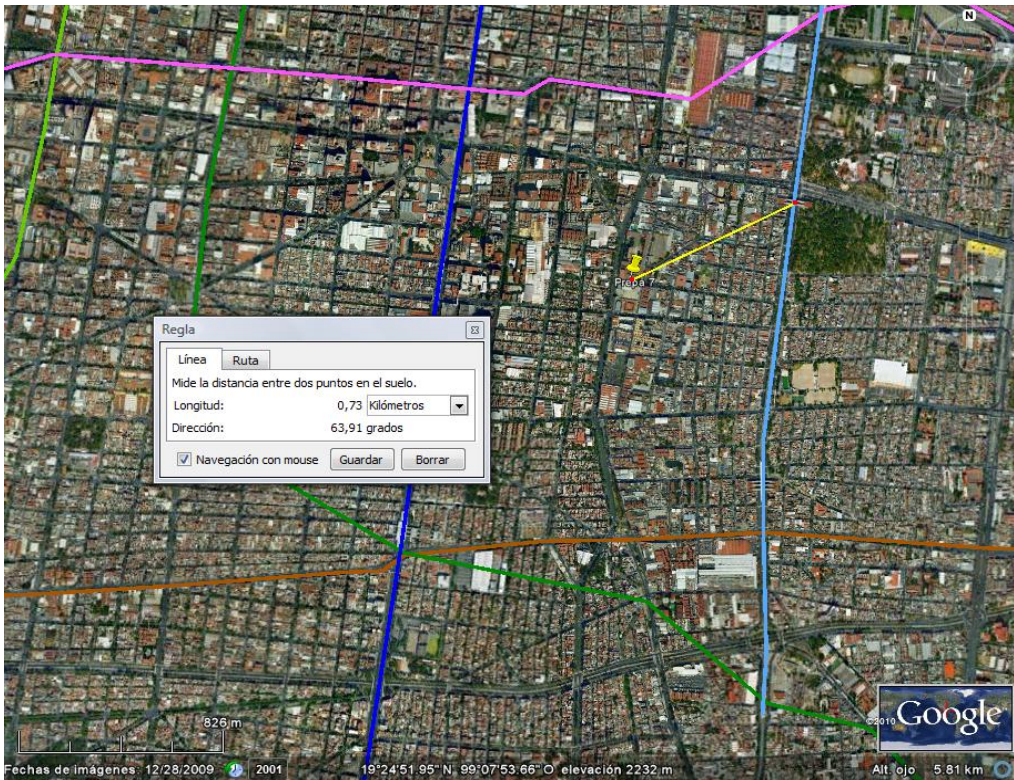 N
Prepa 7
Regla
Línea
Ruta
Mide la distancia entre dos puntos en el suelo.
Longitud:
0,73
Kilómetros
Dirección:
63,91 grados
Navegación con mouse
Guardar
Borrar
826 m
©2010 Google
Fechas de imágenes: 12/28/2009
2001
19°24'51.95" N 99°07'53.66" O elevación 2232 m
Alt. ojo 5.81 km